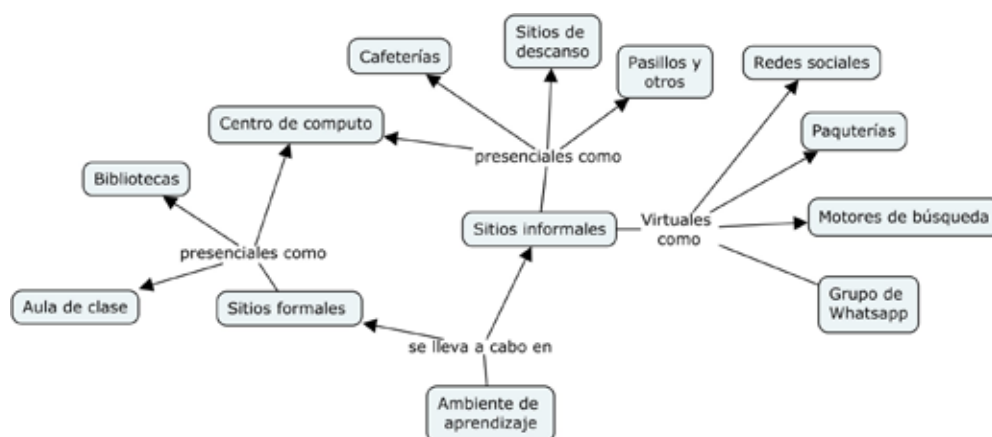 Sitios de
descanso
Cafeterías
Pasillos y
otros
Redes sociales
Centro de computo
Paquterías
presenciales como
Bibliotecas
Motores de búsqueda
Sitios informales
Virtuales
como
presenciales como
Aula de clase
Sitios formales
Grupo de
Whatsapp
se lleva a cabo en
Ambiente de
aprendizaje